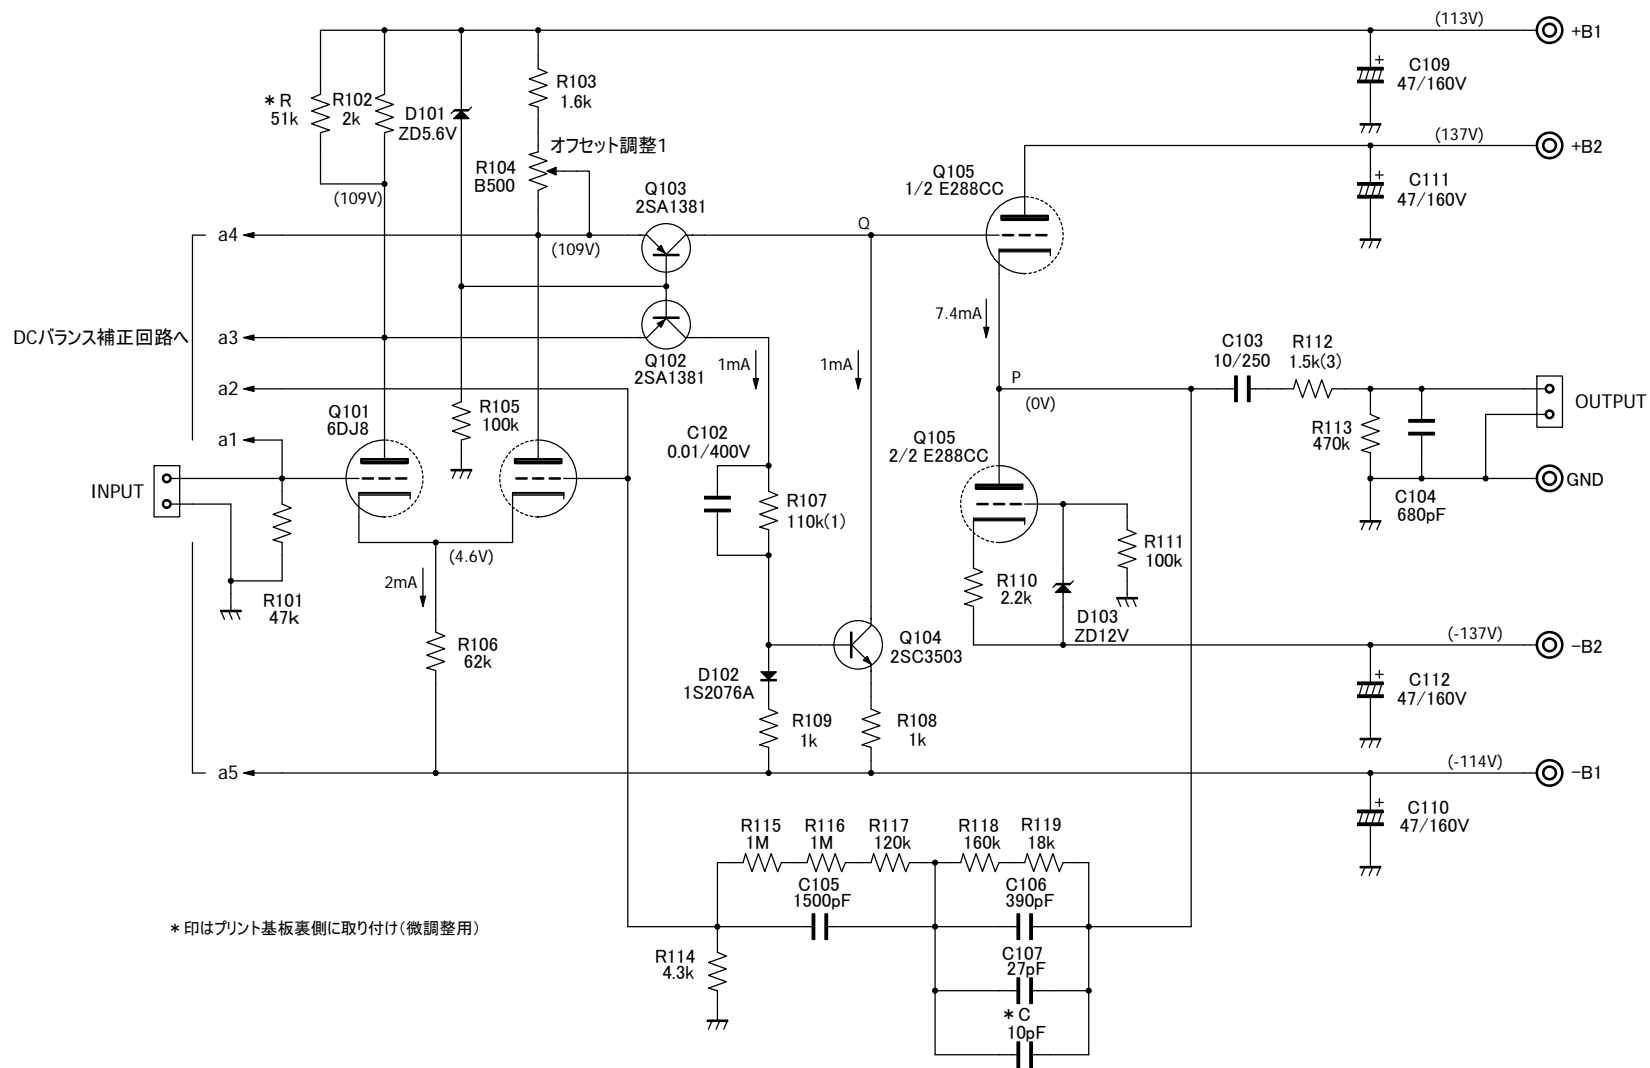 (113V)
+B1
R103
1.6k
C109
47/160V
*R
51k
R102
2k
D101
ZD5.6V
オフセット調整1
(137V)
+B2
R104
B500
Q103
2SA1381
Q105
1/2 E288CC
C111
47/160V
(109V)
a4
(109V)
Q
DCバランス補正回路へ
a3
7.4mA
Q102
2SA1381
1mA
1mA
C103
10/250
R112
1.5k(3)
a2
P
(0V)
OUTPUT
Q101
6DJ8
R105
100k
a1
C102
0.01/400V
Q105
2/2 E288CC
R113
470k
INPUT
GND
R107
110k(1)
C104
680pF
(4.6V)
R111
100k
2mA
R110
2.2k
R101
47k
D103
ZD12V
R106
62k
Q104
2SC3503
(-137V)
-B2
D102
1S2076A
C112
47/160V
R109
1k
R108
1k
a5
(-114V)
-B1
C110
47/160V
R115
1M
R116
1M
R117
120k
R118
160k
R119
18k
C105
1500pF
C106
390pF
*印はプリント基板裏側に取り付け(微調整用)
R114
4.3k
C107
27pF
*C
10pF